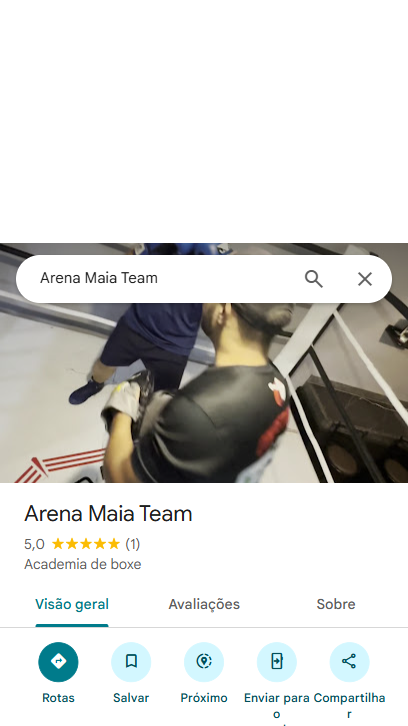 Arena Maia Team
Arena Maia Team
5,0 (1)
Academia de boxe
Visão geral
Avaliações
Sobre
Rotas
Salvar
Próximo
Enviar para
o
Compartilha
r